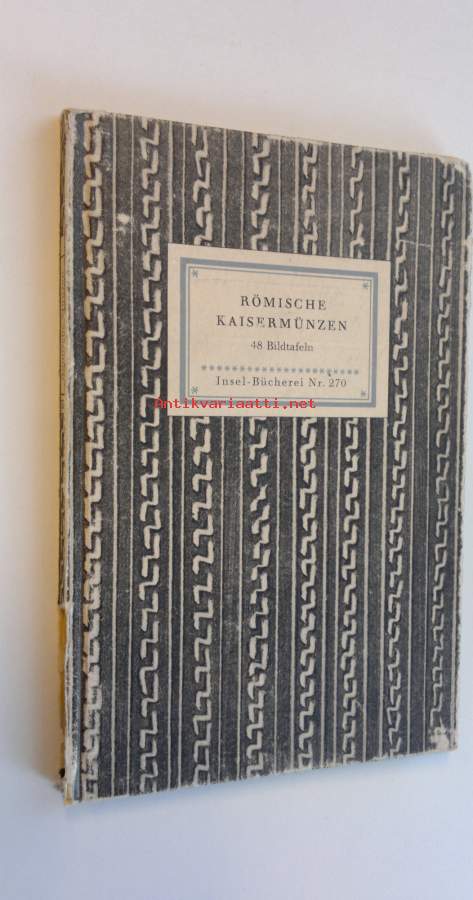 RÖMISCHE
KAISERMÜNZEN
48 Bildtafeln
Insel-Bücherei Nr. 270
Antikvariaatti.net